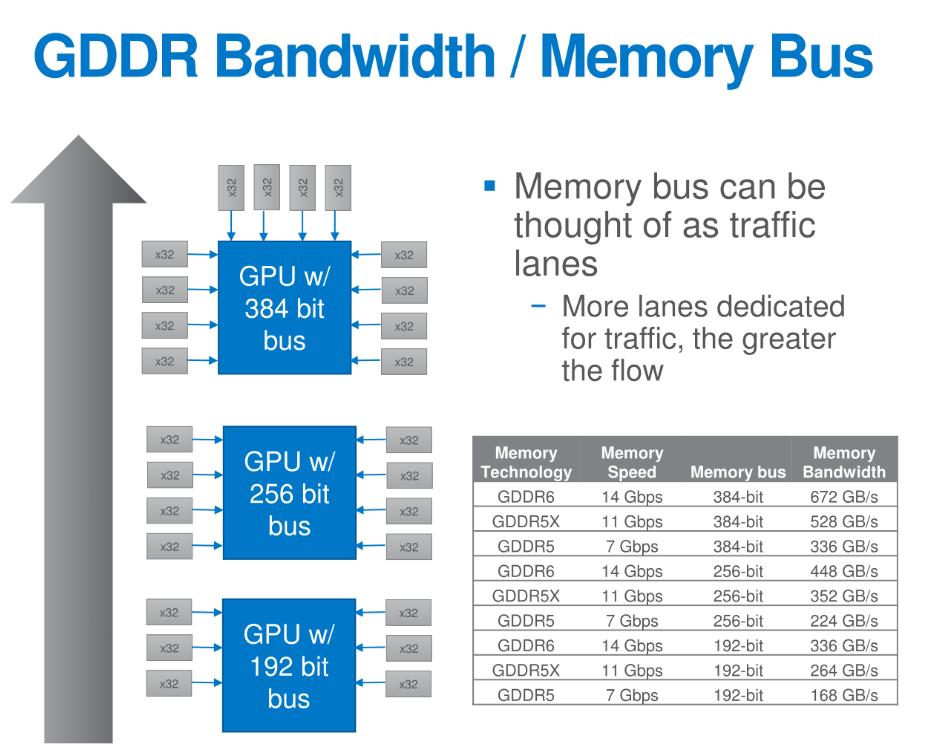 GDDR Bandwidth / Memory Bus
x32 x32 x32 x32
x32 x32
x32 x32
x32 x32
x32 x32
GPU w/
384 bit
bus
x32 x32
x32 x32
x32 x32
x32 x32
GPU w/
256 bit
bus
x32 x32
x32 x32
x32 x32
GPU w/
192 bit
bus
▪ Memory bus can be
thought of as traffic
lanes
– More lanes dedicated
for traffic, the greater
the flow
Memory Technology Memory Speed Memory bus Memory Bandwidth
GDDR6 14 Gbps 384-bit 672 GB/s
GDDR5X 11 Gbps 384-bit 528 GB/s
GDDR5 7 Gbps 384-bit 336 GB/s
GDDR6 14 Gbps 256-bit 448 GB/s
GDDR5X 11 Gbps 256-bit 352 GB/s
GDDR5 7 Gbps 256-bit 224 GB/s
GDDR6 14 Gbps 192-bit 336 GB/s
GDDR5X 11 Gbps 192-bit 264 GB/s
GDDR5 7 Gbps 192-bit 168 GB/s